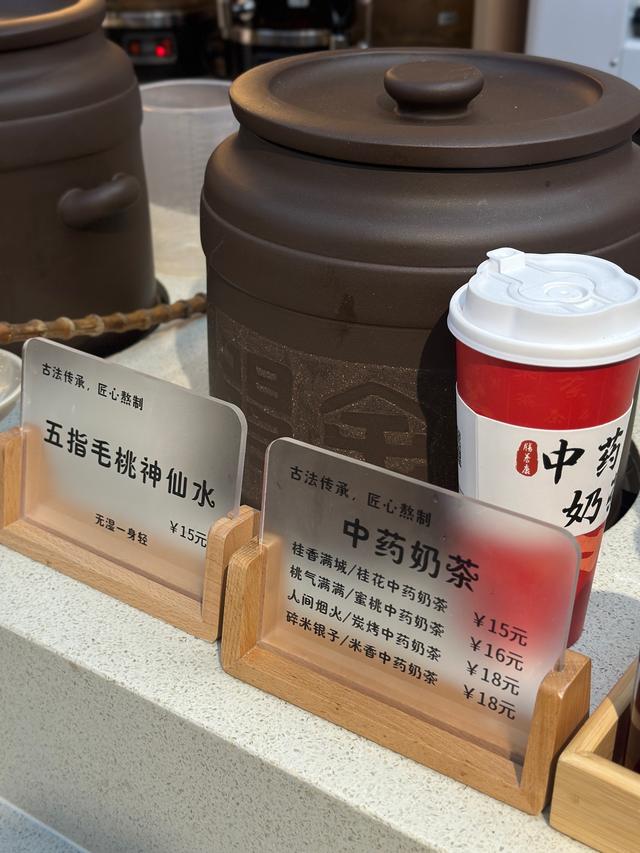 古法传承，匠心熬制
五指毛桃神仙水
无湿一身轻
￥15元
古法传承，匠心熬制
中药奶茶
桂香满城/桂花中药奶茶 ￥15元
桃气满满/蜜桃中药奶茶 ￥16元
人间烟火/炭烤中药奶茶 ￥18元
碎米银子/米香中药奶茶 ￥18元
中药
奶